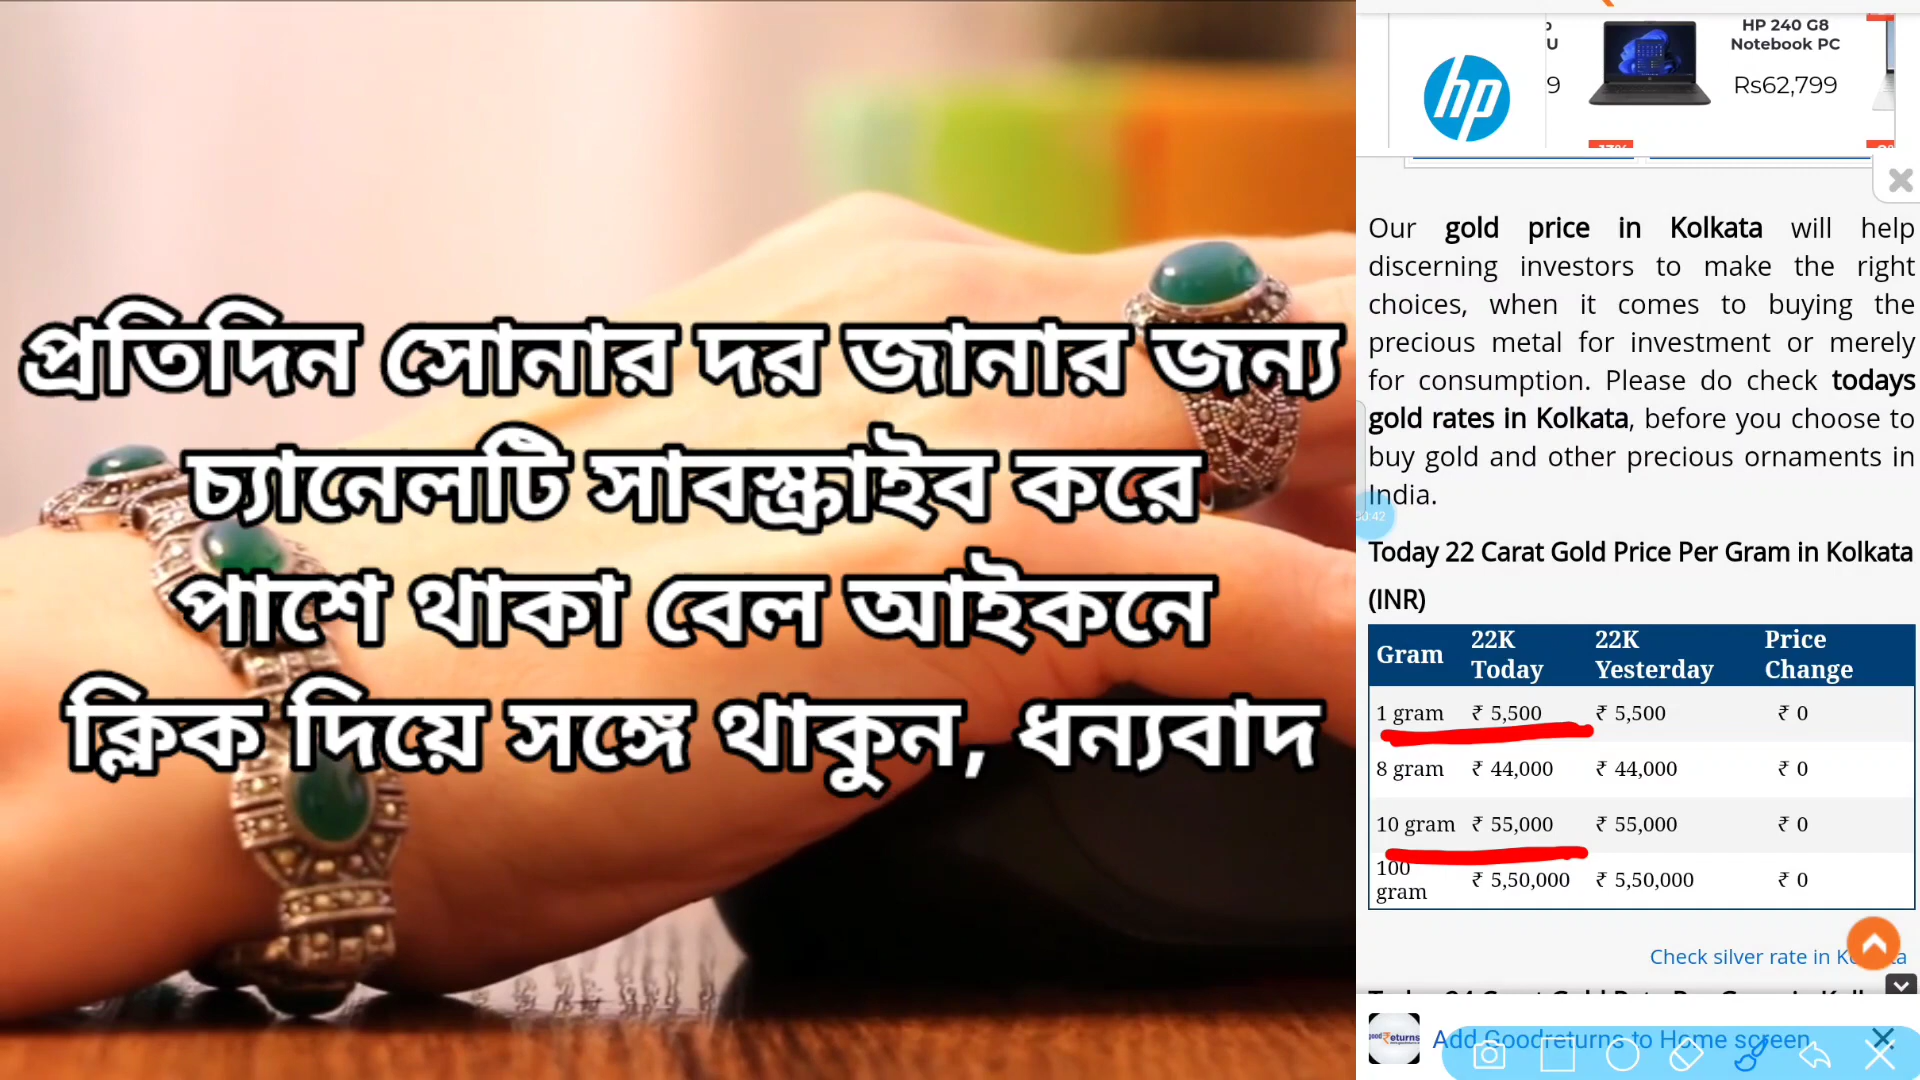 প্রতিদিন সোনার দর জানার জন্য
চ্যানেলটি সাবস্ক্রাইব করে
পাশে থাকা বেল আইকনে
ক্লিক দিয়ে সঙ্গে থাকুন, ধন্যবাদ
hp
U
9
HP 240 G8
Notebook PC
Rs62,799
Our gold price in Kolkata will help
discerning investors to make the right
choices, when it comes to buying the
precious metal for investment or merely
for consumption. Please do check todays
gold rates in Kolkata, before you choose to
buy gold and other precious ornaments in
India.
Today 22 Carat Gold Price Per Gram in Kolkata
(INR)
Gram 22K Today 22K Yesterday Price Change
1 gram ₹ 5,500 ₹ 5,500 ₹ 0
8 gram ₹ 44,000 ₹ 44,000 ₹ 0
10 gram ₹ 55,000 ₹ 55,000 ₹ 0
100 gram ₹ 5,50,000 ₹ 5,50,000 ₹ 0
Check silver rate in
Add Goodreturns to Home screen